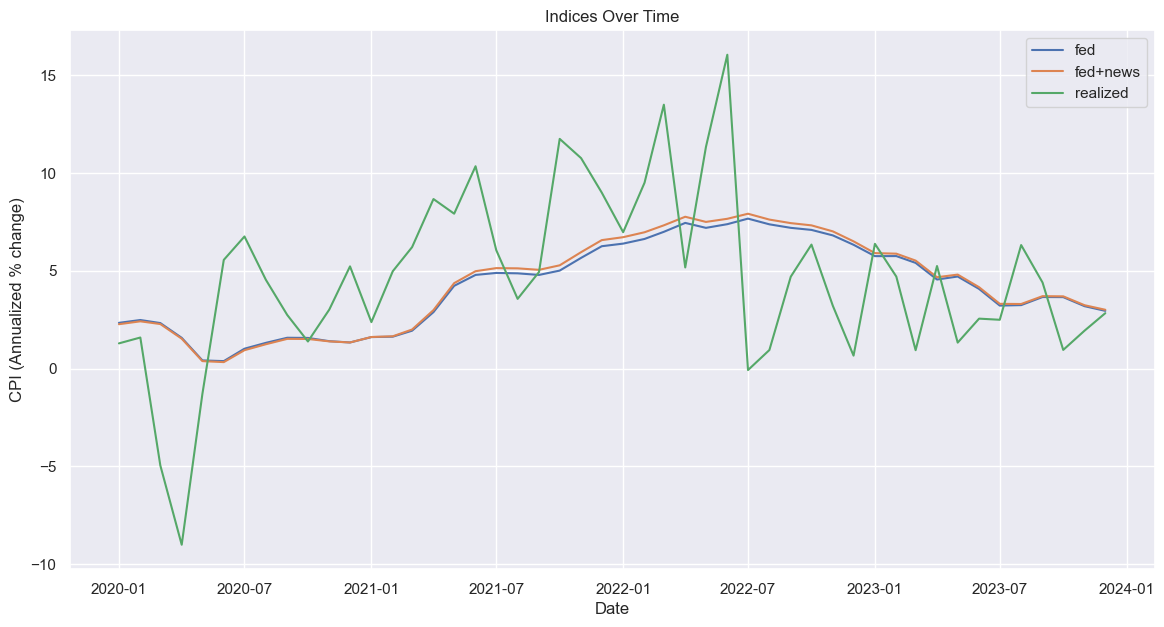 Indices Over Time
fed
fed+news
realized
CPI (Annualized % change)
15
10
5
0
−5
−10
2020-01
2020-07
2021-01
2021-07
2022-01
2022-07
2023-01
2023-07
2024-01
Date